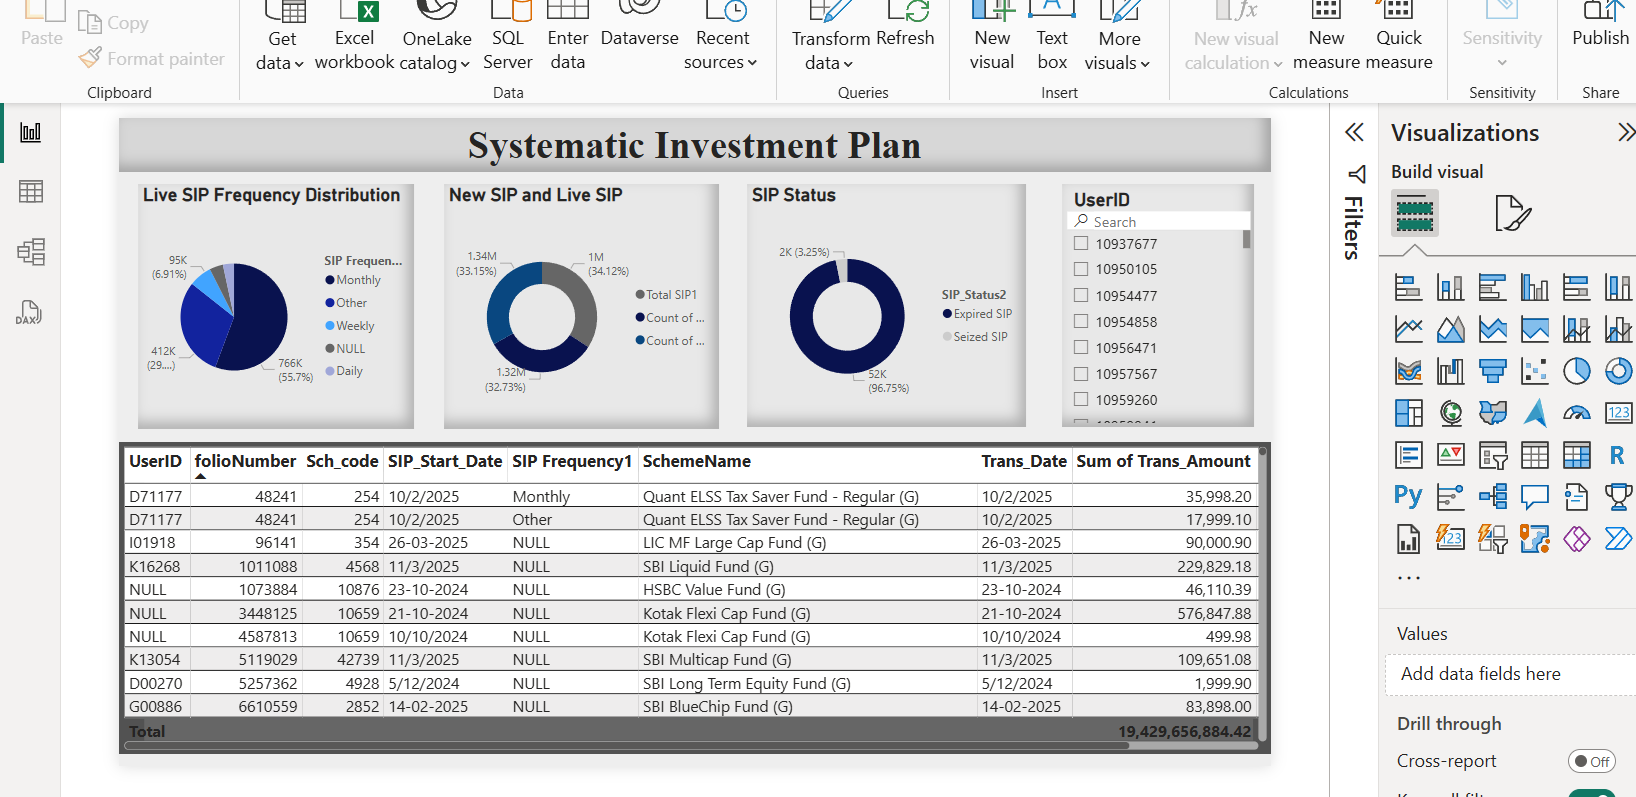 Paste
Copy
Format painter
Clipboard
Get data
Excel workbook
OneLake catalog
SQL Server
Enter data
Dataverse
Recent sources
Data
Transform data
Refresh
Queries
New visual
Text box
More visuals
Insert
New visual calculation
New measure
Quick measure
Calculations
Sensitivity
Sensitivity
Publish
Share
DAX
Systematic Investment Plan
Live SIP Frequency Distribution
95K
(6.91%)
412K
(29....)
766K
(55.7%)
SIP Frequen...
Monthly
Other
Weekly
NULL
Daily
New SIP and Live SIP
1.34M
(33.15%)
1M
(34.12%)
1.32M
(32.73%)
Total SIP1
Count of ...
Count of ...
SIP Status
2K (3.25%)
52K
(96.75%)
SIP_Status2
Expired SIP
Seized SIP
UserID
Search
10937677
10950105
10954477
10954858
10956471
10957567
10959260
UserID folioNumber Sch_code SIP_Start_Date SIP Frequency1 SchemeName Trans_Date Sum of Trans_Amount
D71177 48241 254 10/2/2025 Monthly Quant ELSS Tax Saver Fund - Regular (G) 10/2/2025 35,998.20
D71177 48241 254 10/2/2025 Other Quant ELSS Tax Saver Fund - Regular (G) 10/2/2025 17,999.10
I01918 96141 354 26-03-2025 NULL LIC MF Large Cap Fund (G) 26-03-2025 90,000.90
K16268 1011088 4568 11/3/2025 NULL SBI Liquid Fund (G) 11/3/2025 229,829.18
NULL 1073884 10876 23-10-2024 NULL HSBC Value Fund (G) 23-10-2024 46,110.39
NULL 3448125 10659 21-10-2024 NULL Kotak Flexi Cap Fund (G) 21-10-2024 576,847.88
NULL 4587813 10659 10/10/2024 NULL Kotak Flexi Cap Fund (G) 10/10/2024 499.98
K13054 5119029 42739 11/3/2025 NULL SBI Multicap Fund (G) 11/3/2025 109,651.08
D00270 5257362 4928 5/12/2024 NULL SBI Long Term Equity Fund (G) 5/12/2024 1,999.90
G00886 6610559 2852 14-02-2025 NULL SBI BlueChip Fund (G) 14-02-2025 83,898.00
Total 19,429,656,884.42
Filters
Visualizations
Build visual
123
R
Py
123
...
Values
Add data fields here
Drill through
Cross-report
Off